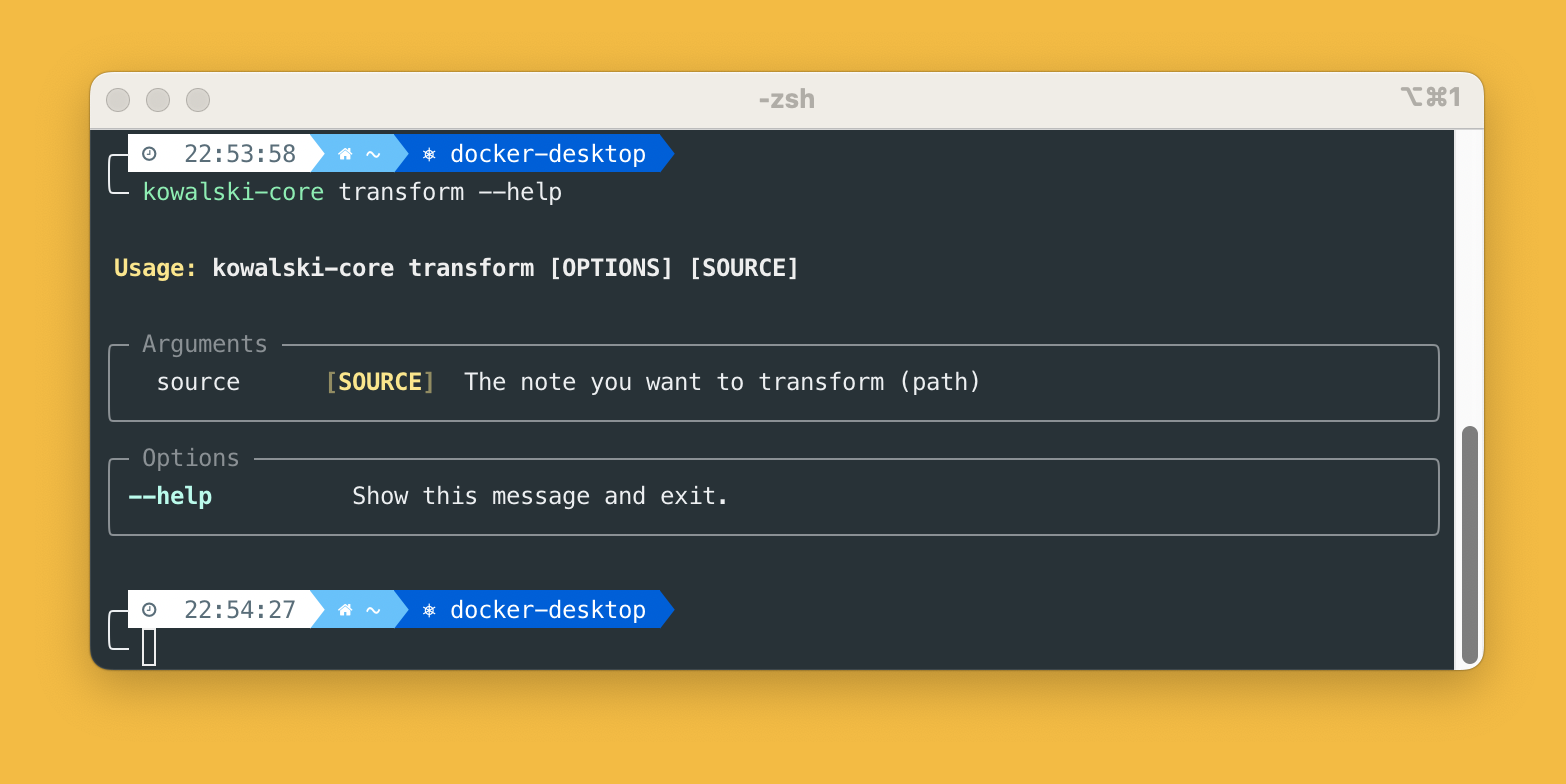 -zsh ⌥⌘1
22:53:58 ~ ⎈ docker-desktop
kowalski-core transform --help
Usage: kowalski-core transform [OPTIONS] [SOURCE]
Arguments
source [SOURCE] The note you want to transform (path)
Options
--help Show this message and exit.
22:54:27 ~ ⎈ docker-desktop